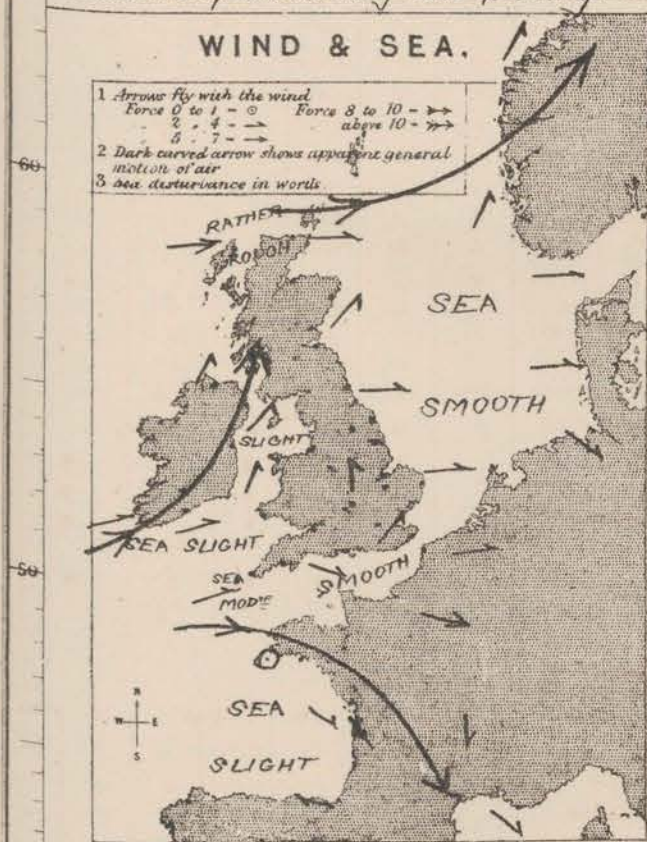 WIND & SEA.
1 Arrows fly with the wind
Force 0 to 1 - ⊙ Force 8 to 10 -
" 2 " 4 - above 10 -
" 5 " 7 -
2 Dark curved arrow shows apparent general
motion of air
3 Sea disturbance in words
60
RATHER
ROUGH
SEA
SMOOTH
SLIGHT
SEA SLIGHT
50
SEA
MODTE
SMOOTH
N
W E
S
SEA
SLIGHT